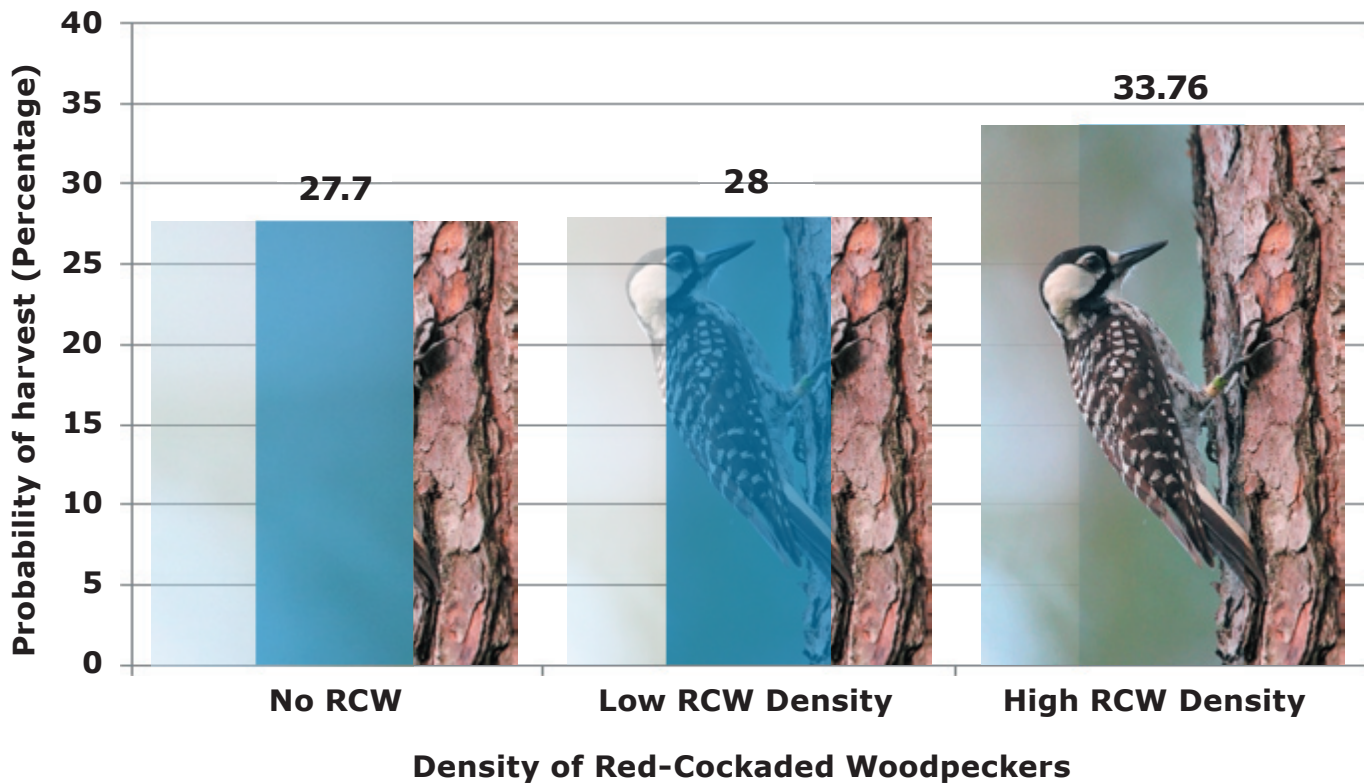 Probability of harvest (Percentage)
40
35
30
25
20
15
10
5
0
27.7
28
33.76
No RCW
Low RCW Density
High RCW Density
Density of Red-Cockaded Woodpeckers